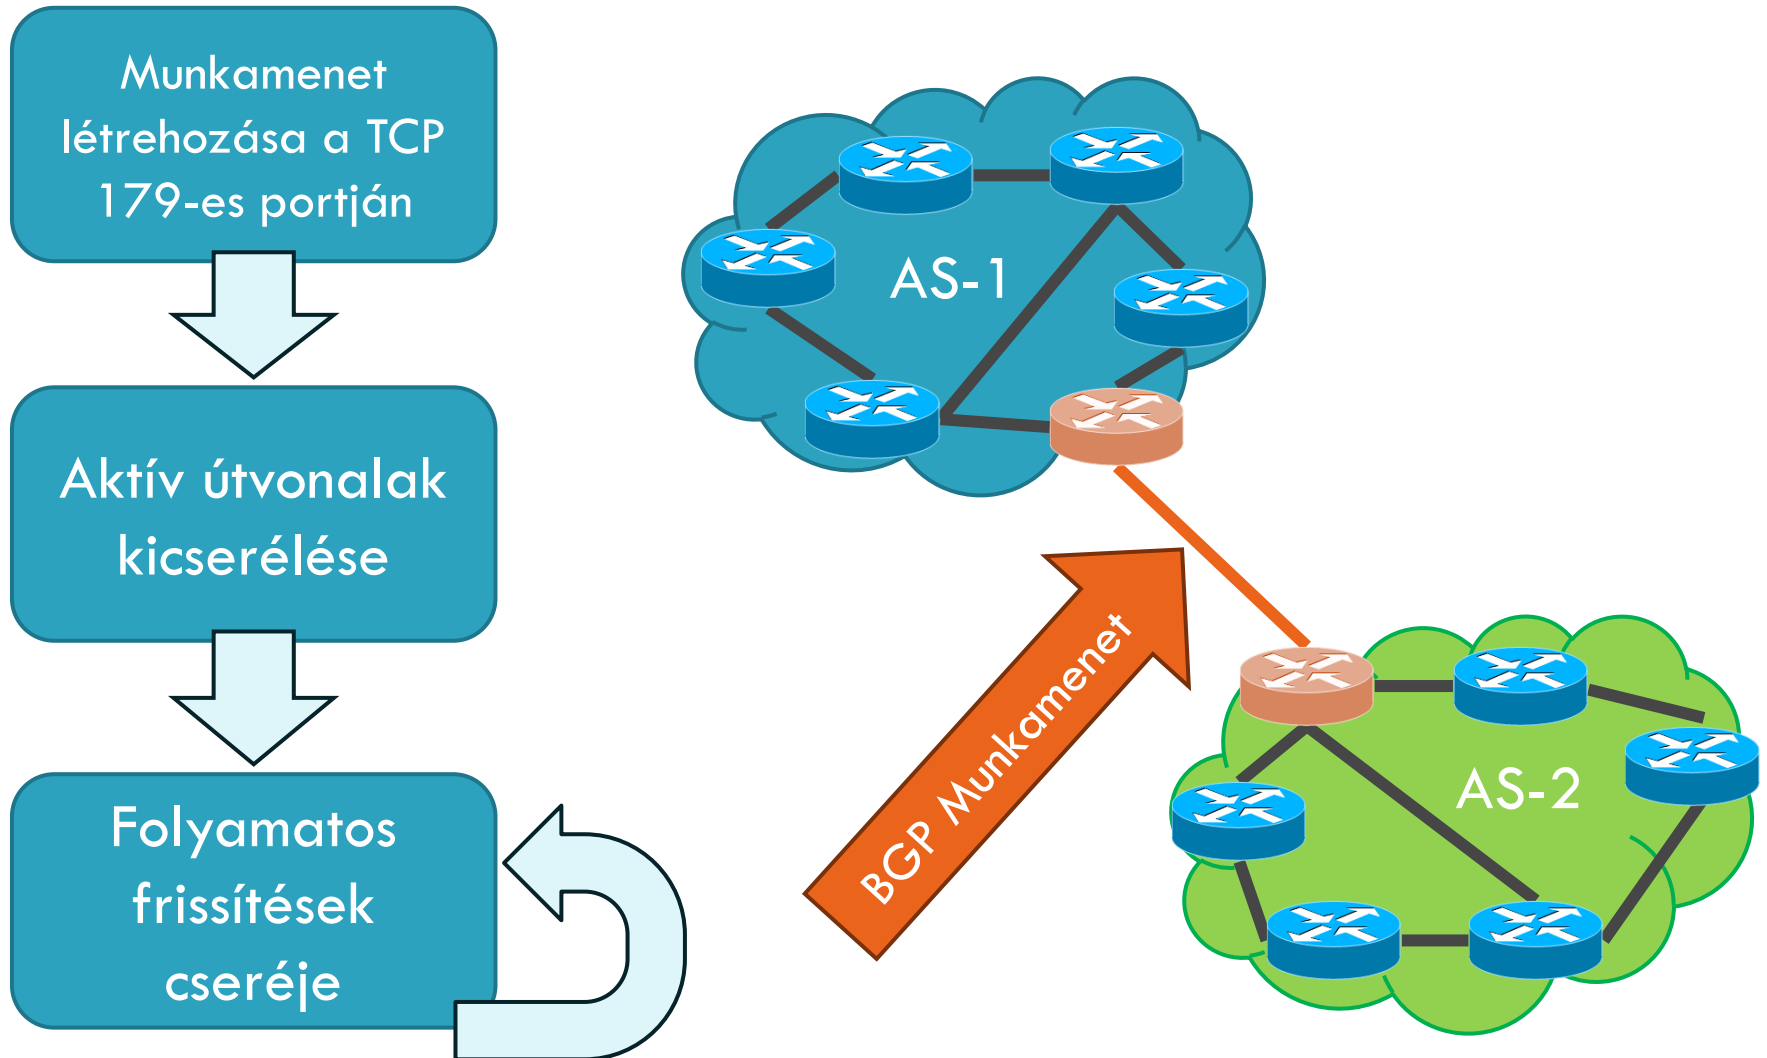 Munkamenet
létrehozása a TCP
179-es portján
Aktív útvonalak
kicserélése
Folyamatos
frissítések
cseréje
AS-1
BGP Munkamenet
AS-2